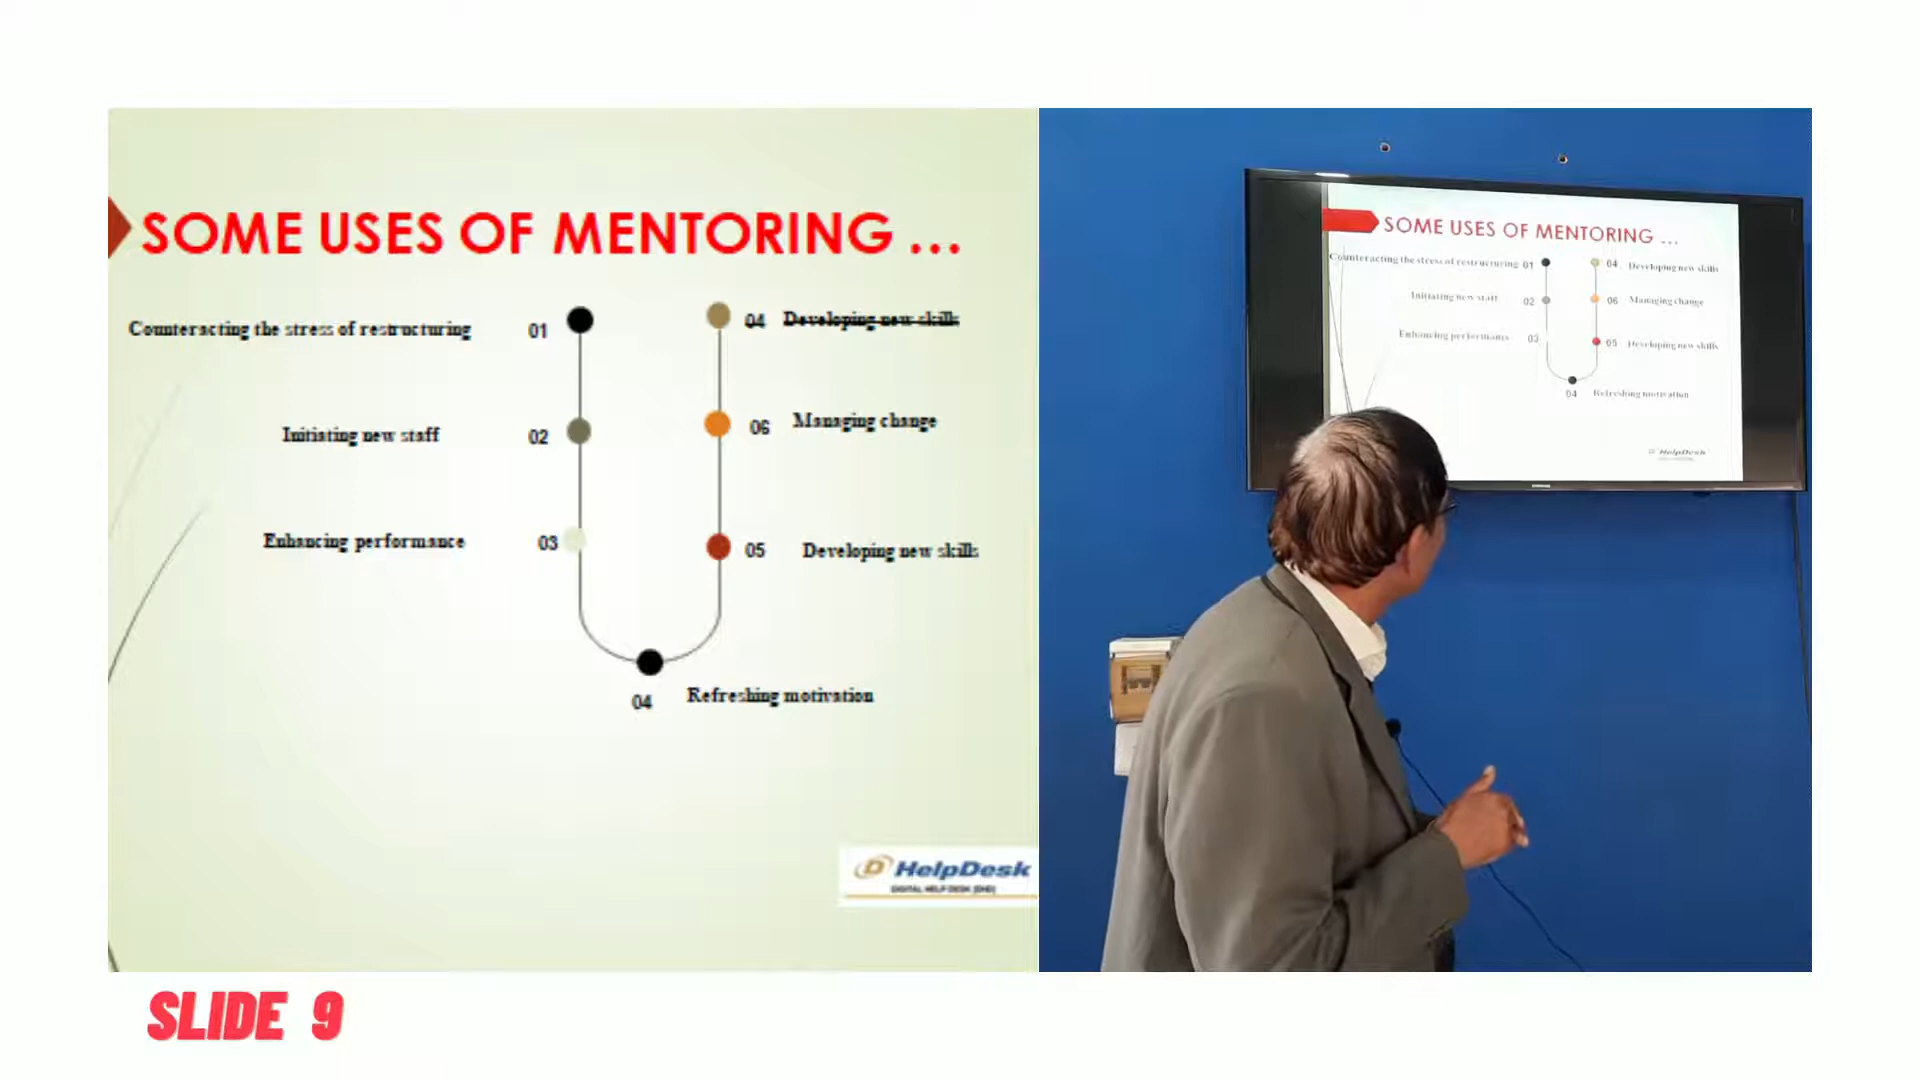 SOME USES OF MENTORING ...
Counteracting the stress of restructuring 01
04 Developing new skills
Initiating new staff 02
06 Managing change
Enhancing performance 03
05 Developing new skills
04 Refreshing motivation
HelpDesk
DIGITAL HELP DESK (DHD)
SLIDE 9
SOME USES OF MENTORING ...
Counteracting the stress of restructuring 01
04 Developing new skills
Initiating new staff 02
06 Managing change
Enhancing performance 03
05 Developing new skills
04 Refreshing motivation
HelpDesk